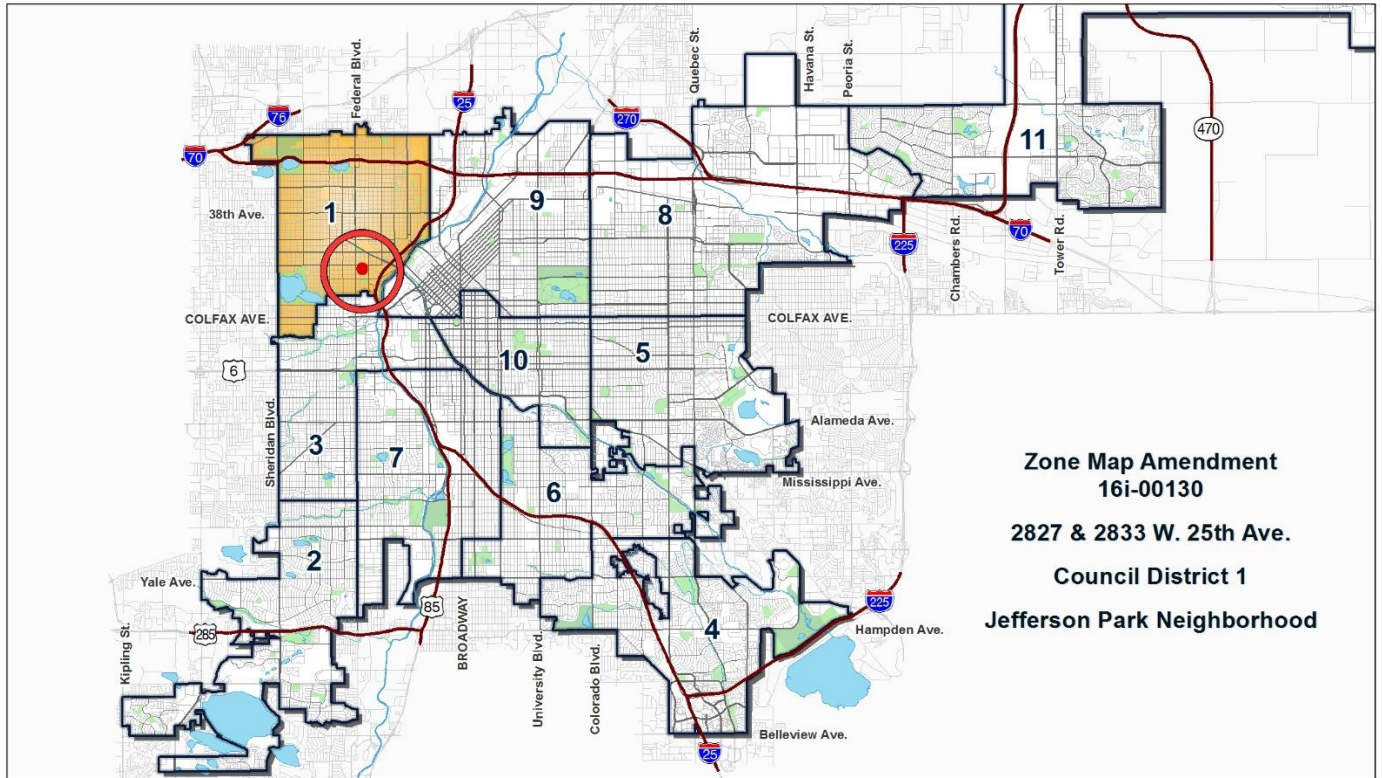 Federal Blvd.
Quebec St.
Havana St.
Peoria St.
76
25
270
470
70
11
38th Ave.
1
9
8
225
70
Chambers Rd.
Tower Rd.
COLFAX AVE.
COLFAX AVE.
6
10
5
Sheridan Blvd.
Alameda Ave.
3
7
Mississippi Ave.
6
Zone Map Amendment
16i-00130
2827 & 2833 W. 25th Ave.
Council District 1
Jefferson Park Neighborhood
2
Yale Ave.
85
225
285
Hampden Ave.
4
Kipling St.
BROADWAY
University Blvd.
Colorado Blvd.
Belleview Ave.
25